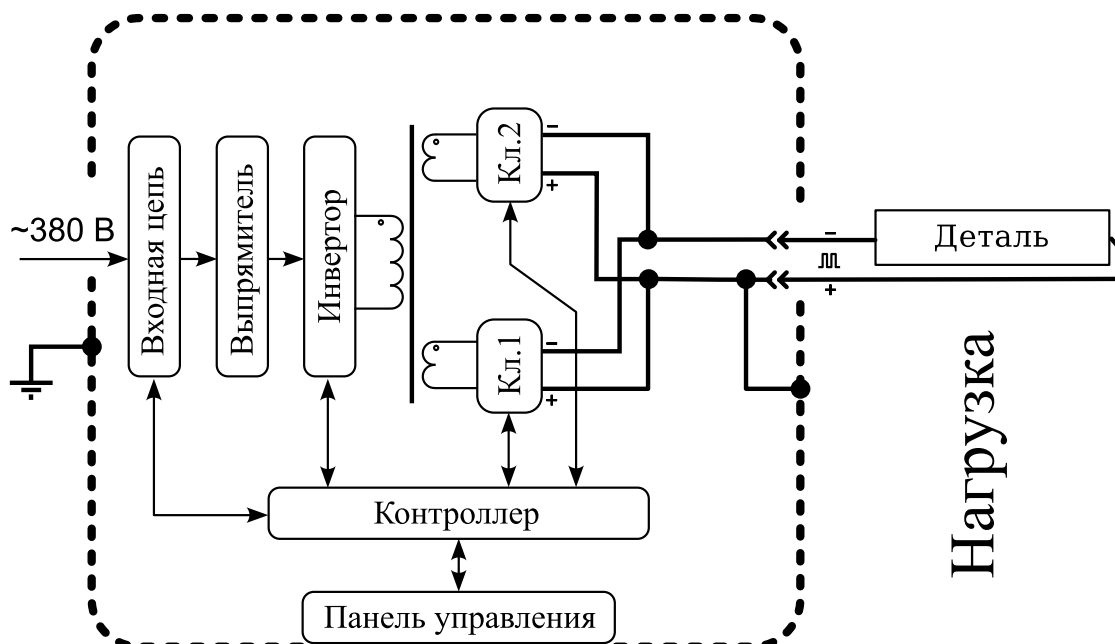 ~380 В
Входная цепь
Выпрямитель
Инвертор
Кл.2
−
+
Кл.1
−
+
−
+
Деталь
Нагрузка
Контроллер
Панель управления